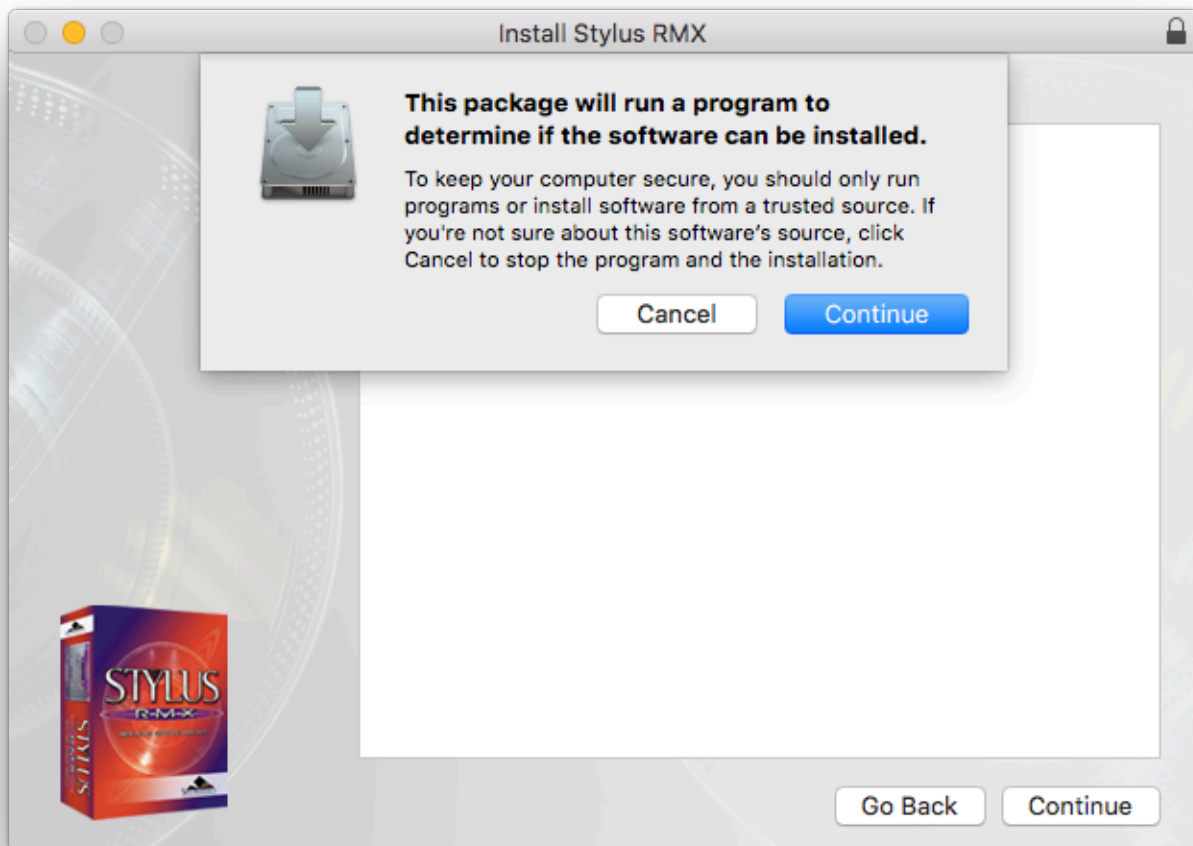 Install Stylus RMX
This package will run a program to
determine if the software can be installed.
To keep your computer secure, you should only run
programs or install software from a trusted source. If
you're not sure about this software’s source, click
Cancel to stop the program and the installation.
Cancel
Continue
STYLUS
R•M•X
STYLUS
Go Back
Continue